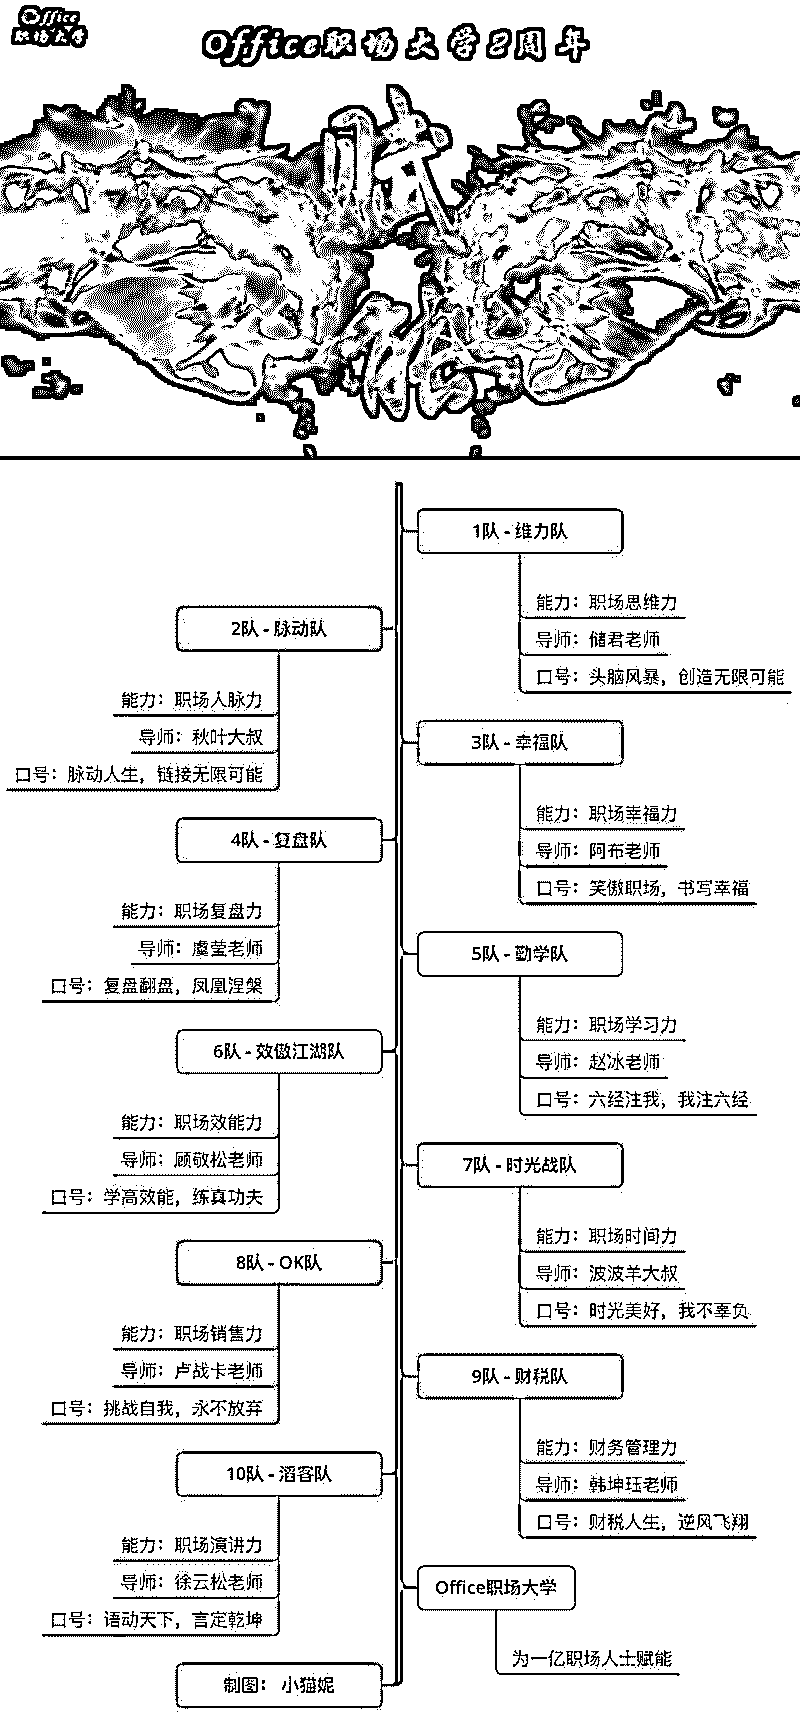 Office
职场大学
Office职场大学2周年
1队 - 维力队
能力：职场思维力
导师：储君老师
口号：头脑风暴，创造无限可能
2队 - 脉动队
能力：职场人脉力
导师：秋叶大叔
口号：脉动人生，链接无限可能
3队 - 幸福队
能力：职场幸福力
导师：阿布老师
口号：笑傲职场，书写幸福
4队 - 复盘队
能力：职场复盘力
导师：虞莹老师
口号：复盘翻盘，凤凰涅槃
5队 - 勤学队
能力：职场学习力
导师：赵冰老师
口号：六经注我，我注六经
6队 - 效傲江湖队
能力：职场效能力
导师：顾敬松老师
口号：学高效能，练真功夫
7队 - 时光战队
能力：职场时间力
导师：波波羊大叔
口号：时光美好，我不辜负
8队 - OK队
能力：职场销售力
导师：卢战卡老师
口号：挑战自我，永不放弃
9队 - 财税队
能力：财务管理力
导师：韩坤珏老师
口号：财税人生，逆风飞翔
10队 - 滔客队
能力：职场演讲力
导师：徐云松老师
口号：语动天下，言定乾坤
Office职场大学
为一亿职场人士赋能
制图： 小猫妮